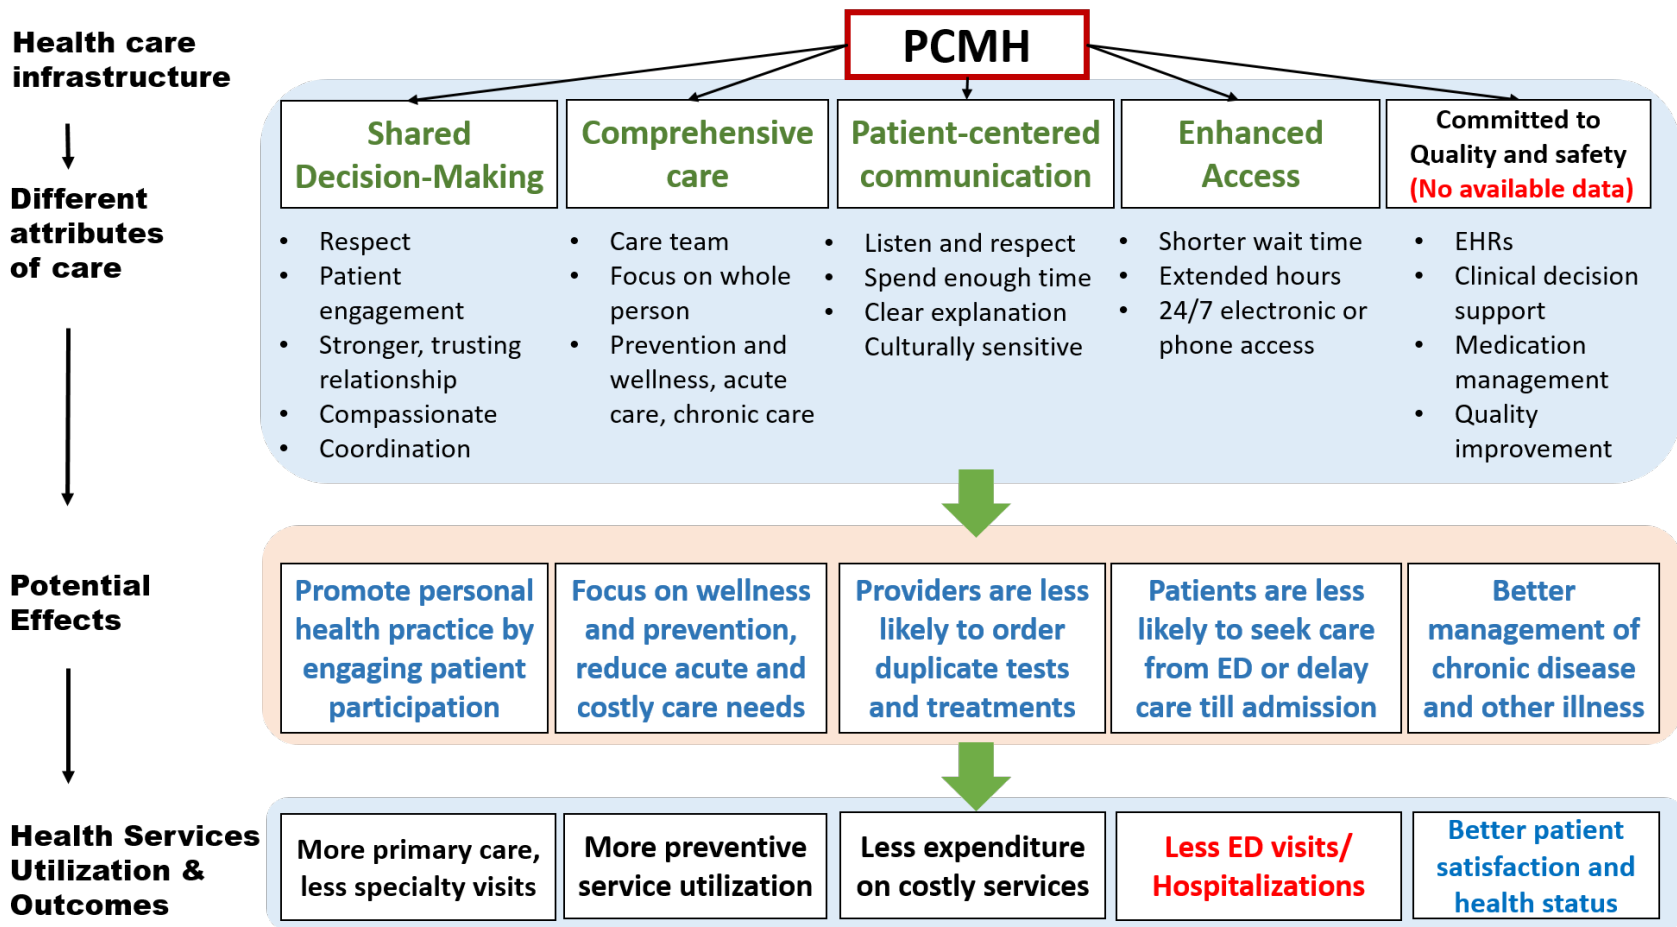 Health care
infrastructure
PCMH
Different
attributes
of care
Shared
Decision-Making
Comprehensive
care
Patient-centered
communication
Enhanced
Access
Committed to
Quality and safety
(No available data)
• Respect
• Patient
engagement
• Stronger, trusting
relationship
• Compassionate
• Coordination
• Care team
• Focus on whole
person
• Prevention and
wellness, acute
care, chronic care
• Listen and respect
• Spend enough time
• Clear explanation
Culturally sensitive
• Shorter wait time
• Extended hours
• 24/7 electronic or
phone access
• EHRs
• Clinical decision
support
• Medication
management
• Quality
improvement
Potential
Effects
Promote personal
health practice by
engaging patient
participation
Focus on wellness
and prevention,
reduce acute and
costly care needs
Providers are less
likely to order
duplicate tests
and treatments
Patients are less
likely to seek care
from ED or delay
care till admission
Better
management of
chronic disease
and other illness
Health Services
Utilization &
Outcomes
More primary care,
less specialty visits
More preventive
service utilization
Less expenditure
on costly services
Less ED visits/
Hospitalizations
Better patient
satisfaction and
health status